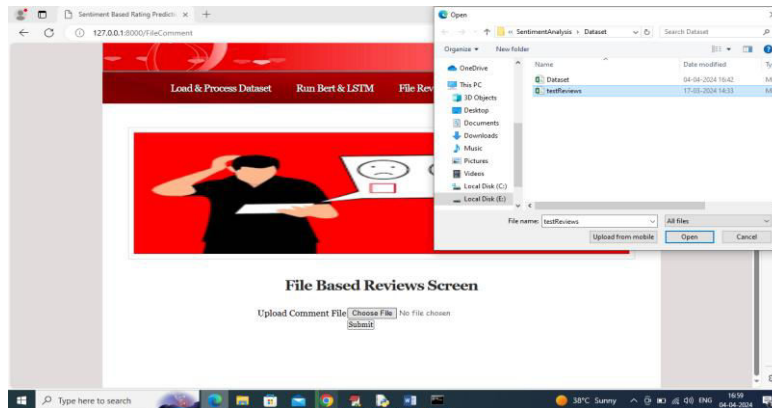 Sentiment Based Rating Predicti
127.0.0.1:8000/FileComment
Load & Process Dataset Run Bert & LSTM File Rev
File Based Reviews Screen
Upload Comment File Choose File No file chosen
Submit
Open
« SentimentAnalysis › Dataset
Search Dataset
Organize New folder
Name Date modified Ty
OneDrive
This PC
3D Objects
Desktop
Documents
Downloads
Music
Pictures
Videos
Local Disk (C:)
Local Disk (E:)
Dataset 04-04-2024 16:42 M
testReviews 17-03-2024 14:33 M
File name: testReviews All files
Upload from mobile Open Cancel
Type here to search
38°C Sunny ENG 16:59
04-04-2024